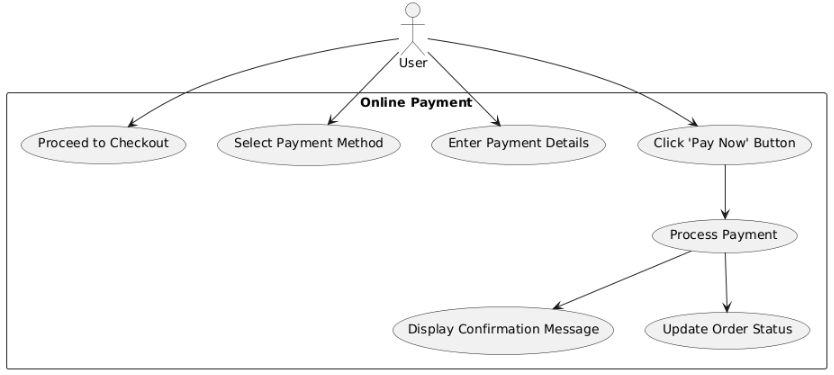 User
Online Payment
Proceed to Checkout
Select Payment Method
Enter Payment Details
Click 'Pay Now' Button
Process Payment
Display Confirmation Message
Update Order Status